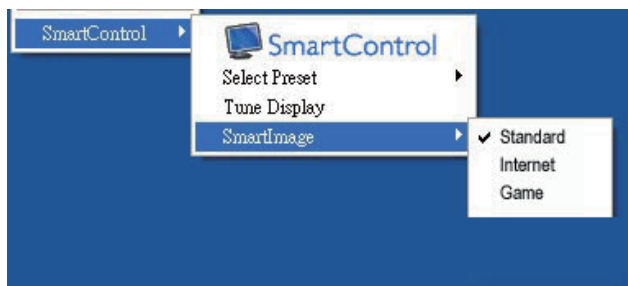 SmartControl
SmartControl
Select Preset
Tune Display
SmartImage
Standard
Internet
Game